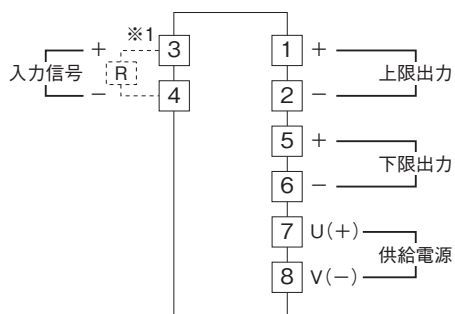 ※1
入力信号
+
−
R
3
4
1 +
2 −
上限出力
5 +
6 −
下限出力
7 U(+)
8 V(−)
供給電源